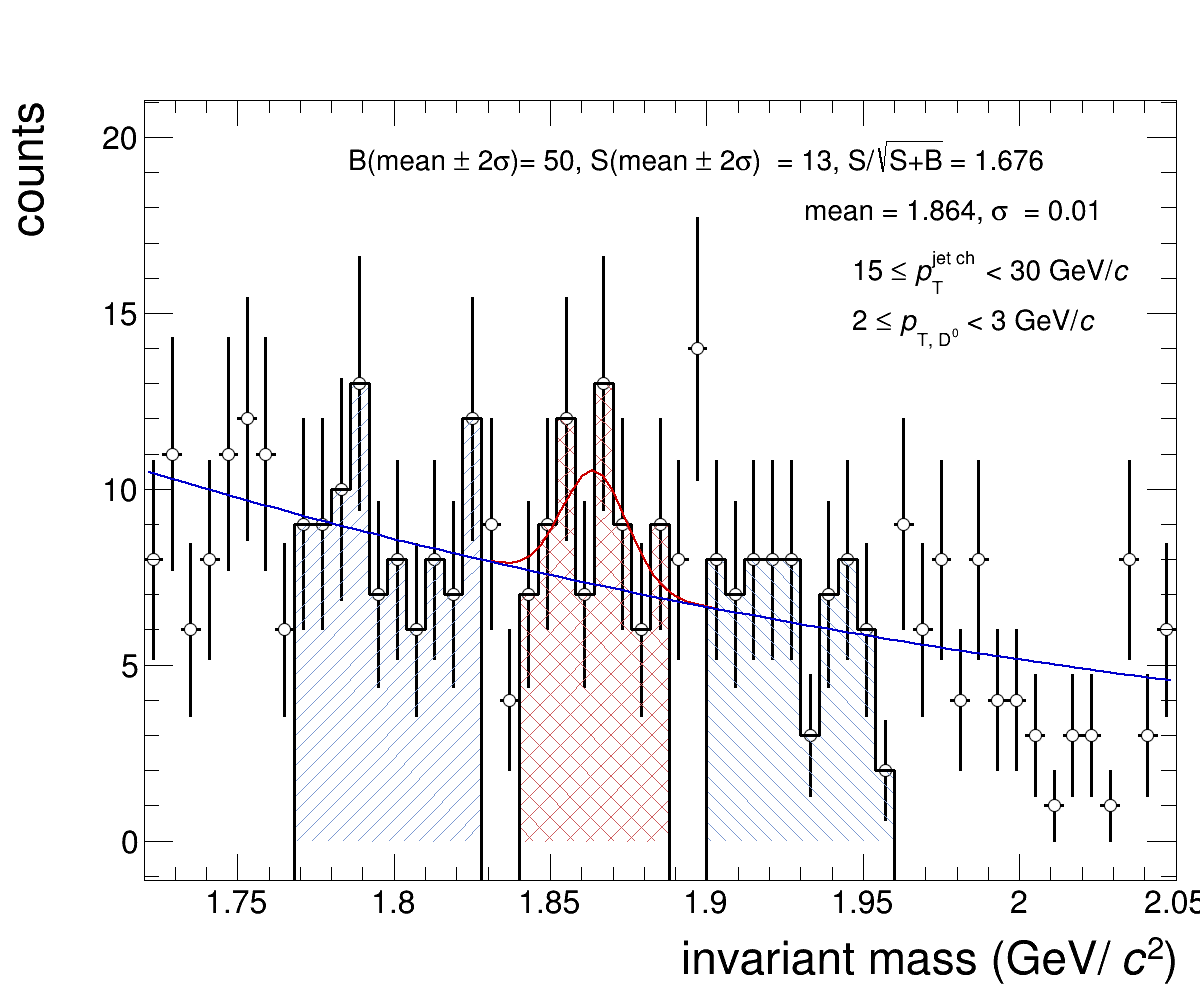 counts
20
15
10
5
0
B(mean ± 2σ)= 50, S(mean ± 2σ) = 13, S/√S+B = 1.676
mean = 1.864, σ = 0.01
15 ≤ p_T^jet ch < 30 GeV/c
2 ≤ p_T, D⁰ < 3 GeV/c
1.75 1.8 1.85 1.9 1.95 2 2.05
invariant mass (GeV/ c²)